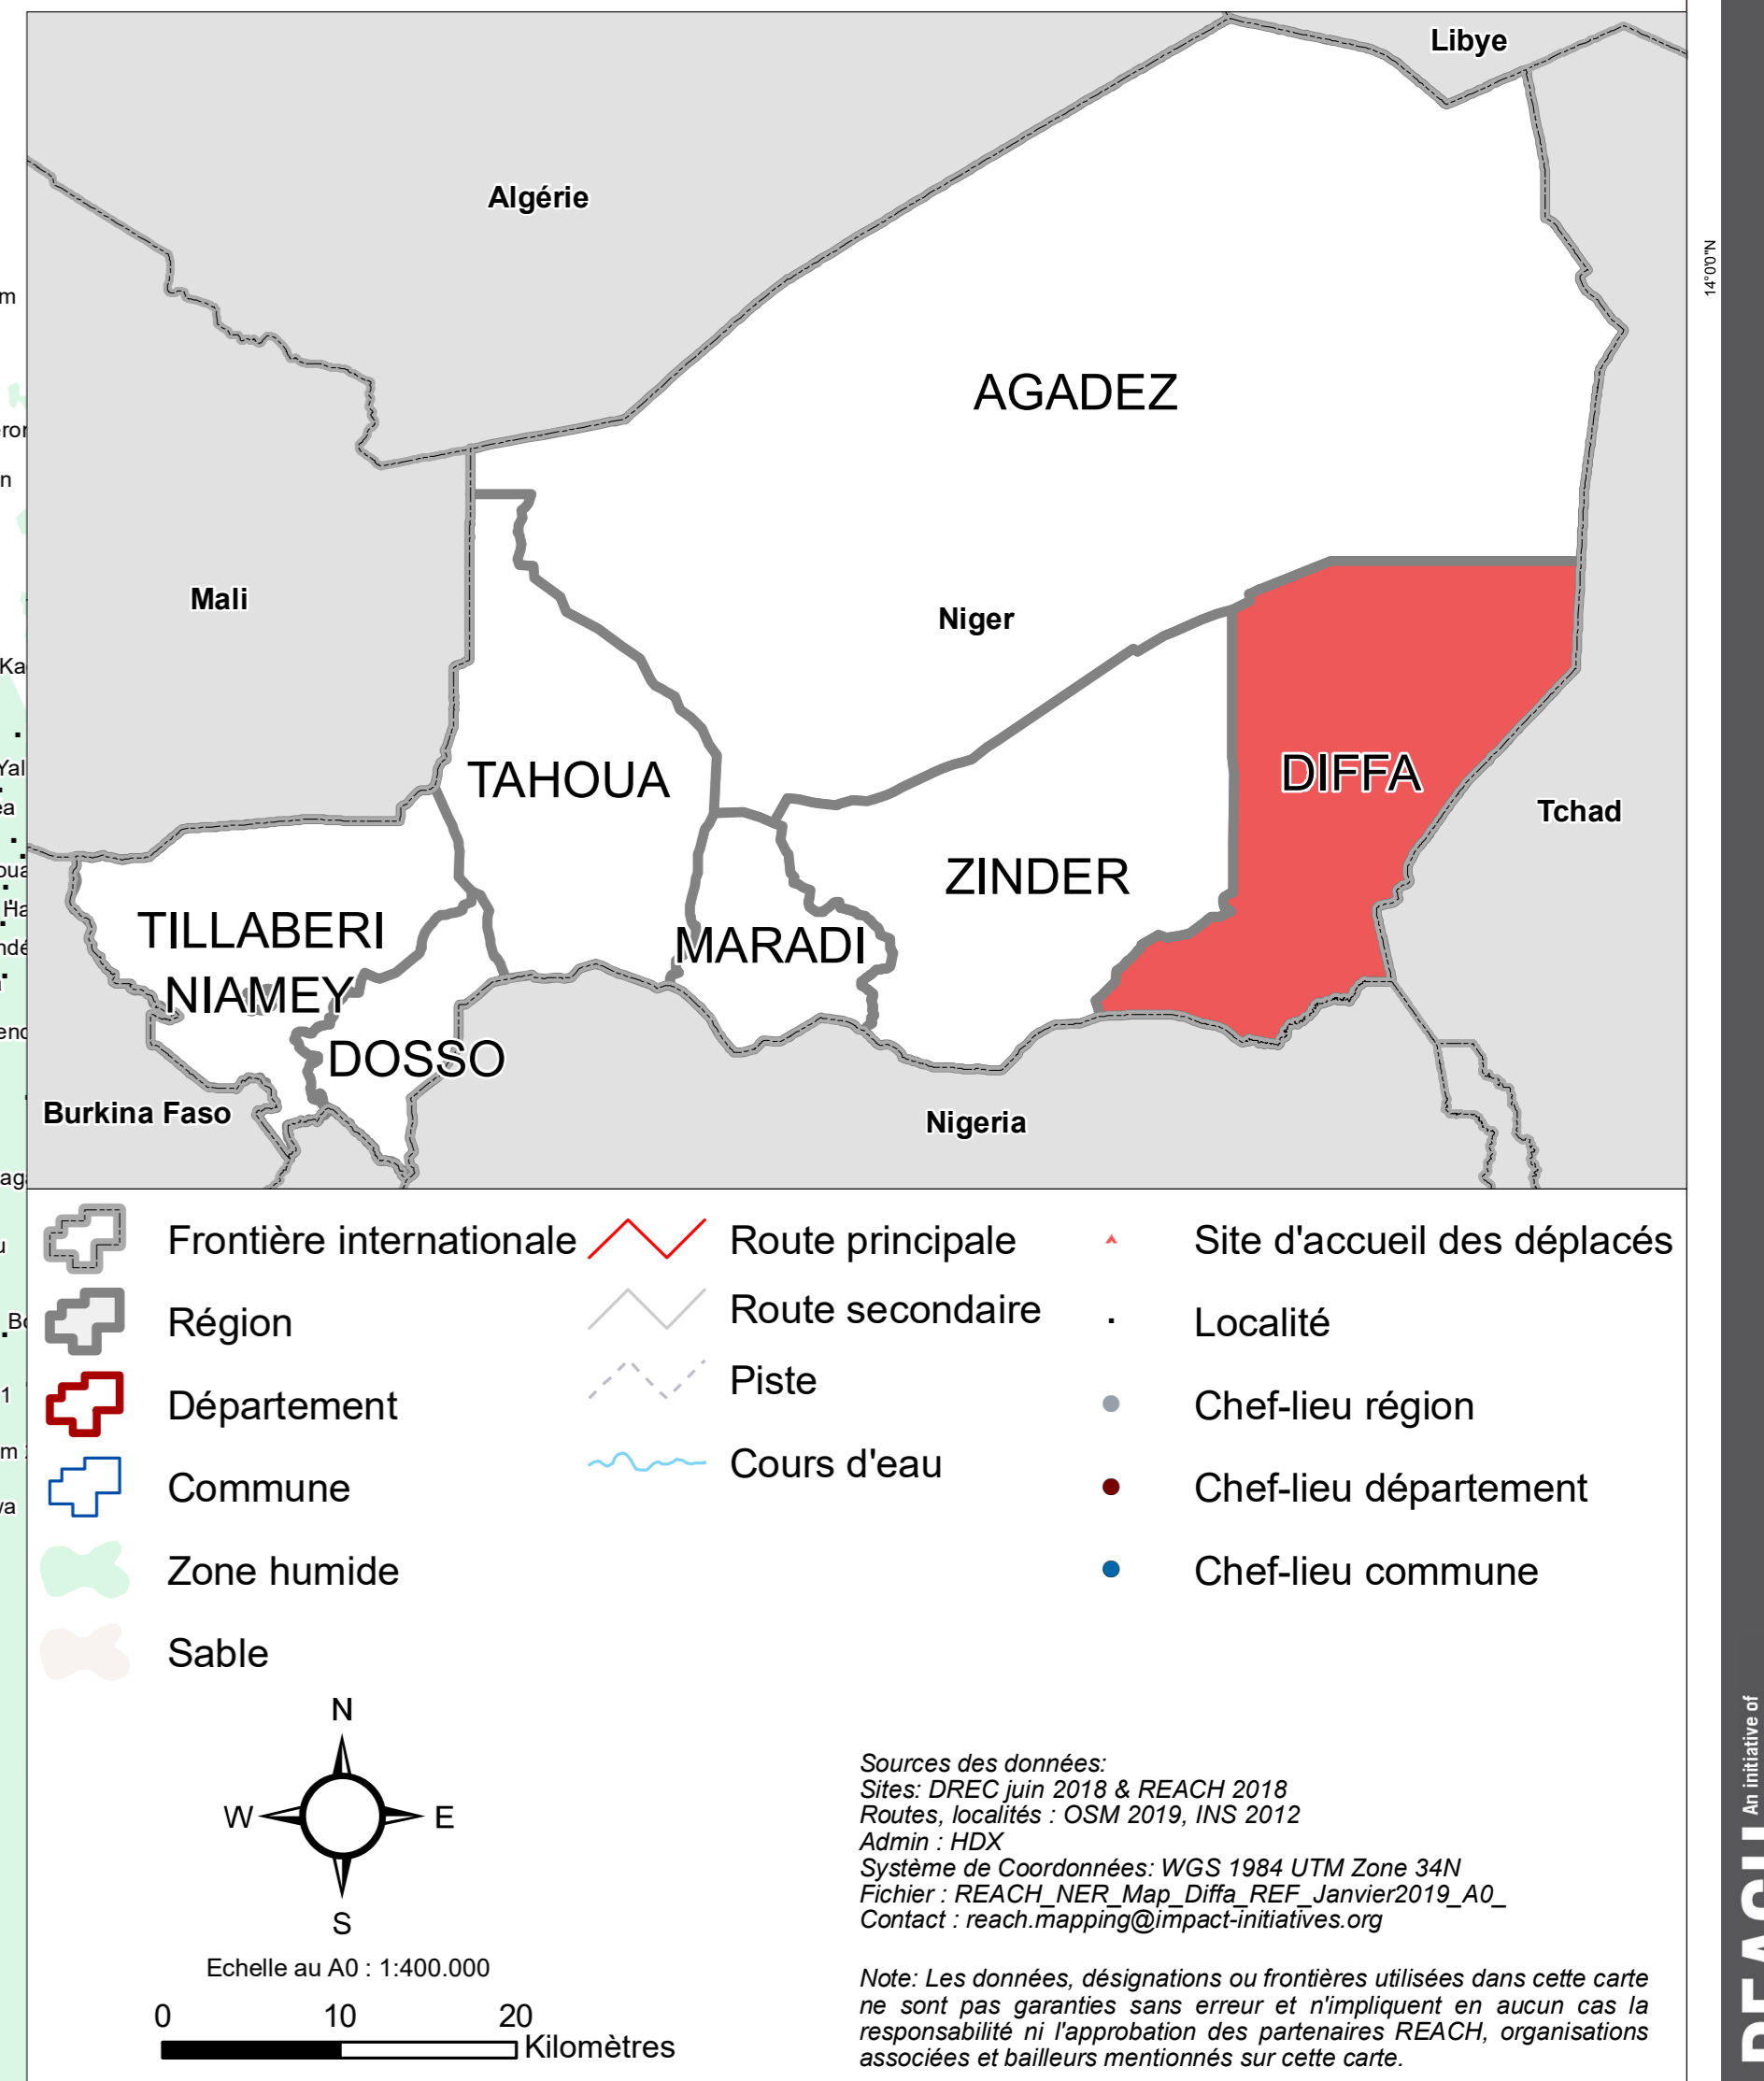 Libye
Algérie
14°0'0"N
AGADEZ
Mali
Niger
TAHOUA
DIFFA
Tchad
ZINDER
TILLABERI
MARADI
NIAMEY
DOSSO
Burkina Faso
Nigeria
Frontière internationale
Région
Département
Commune
Zone humide
Sable
Route principale
Route secondaire
Piste
Cours d'eau
Site d'accueil des déplacés
Localité
Chef-lieu région
Chef-lieu département
Chef-lieu commune
N
W
E
S
Echelle au A0 : 1:400.000
0 10 20
Kilomètres
Sources des données:
Sites: DREC juin 2018 & REACH 2018
Routes, localités : OSM 2019, INS 2012
Admin : HDX
Système de Coordonnées: WGS 1984 UTM Zone 34N
Fichier : REACH_NER_Map_Diffa_REF_Janvier2019_A0_
Contact : reach.mapping@impact-initiatives.org
Note: Les données, désignations ou frontières utilisées dans cette carte
ne sont pas garanties sans erreur et n'impliquent en aucun cas la
responsabilité ni l'approbation des partenaires REACH, organisations
associées et bailleurs mentionnés sur cette carte.
An initiative of
REACH